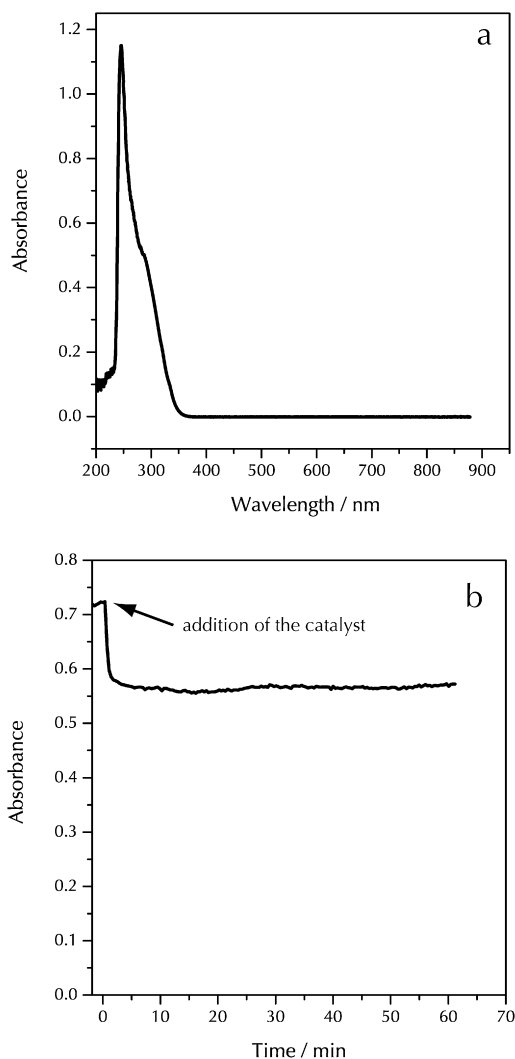 a
1.2
1.0
0.8
0.6
0.4
0.2
0.0
Absorbance
200 300 400 500 600 700 800 900
Wavelength / nm
b
0.8
0.7
0.6
0.5
0.4
0.3
0.2
0.1
0.0
addition of the catalyst
Absorbance
0 10 20 30 40 50 60 70
Time / min